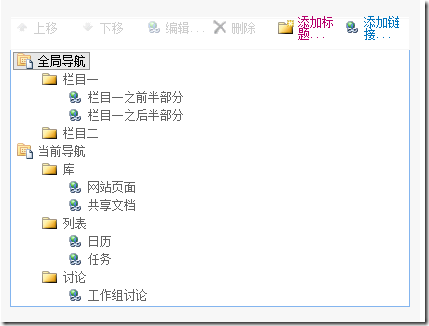 上移 下移 编辑... 删除 添加标题... 添加链接...
全局导航
栏目一
栏目一之前半部分
栏目一之后半部分
栏目二
当前导航
库
网站页面
共享文档
列表
日历
任务
讨论
工作组讨论